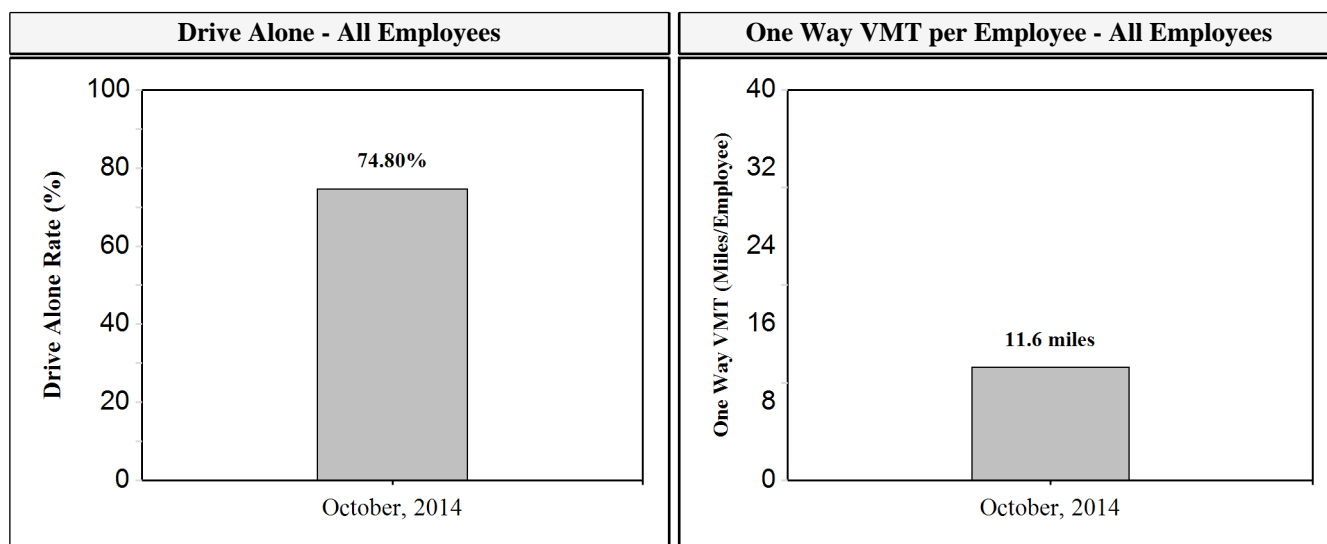 Drive Alone - All Employees
Drive Alone Rate (%)
100
80
60
40
20
0
74.80%
October, 2014
One Way VMT per Employee - All Employees
One Way VMT (Miles/Employee)
40
32
24
16
8
0
11.6 miles
October, 2014